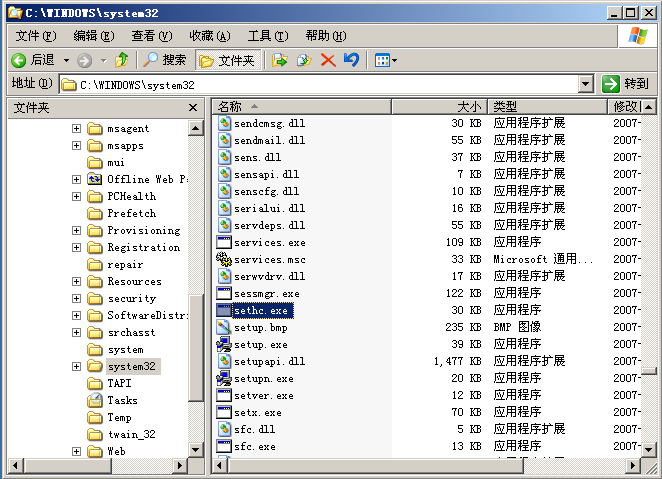 C:\WINDOWS\system32
文件(F) 编辑(E) 查看(V) 收藏(A) 工具(T) 帮助(H)
后退 搜索 文件夹
地址(D) C:\WINDOWS\system32 转到
文件夹
msagent
msapps
mui
Offline Web P
PCHealth
Prefetch
Provisioning
Registration
repair
Resources
security
SoftwareDistri
srchasst
system
system32
TAPI
Tasks
Temp
twain_32
Web
名称 大小 类型 修改
sendcmsg.dll 30 KB 应用程序扩展 2007-
sendmail.dll 55 KB 应用程序扩展 2007-
sens.dll 37 KB 应用程序扩展 2007-
sensapi.dll 7 KB 应用程序扩展 2007-
senscfg.dll 10 KB 应用程序扩展 2007-
serialui.dll 16 KB 应用程序扩展 2007-
servdeps.dll 55 KB 应用程序扩展 2007-
services.exe 109 KB 应用程序 2007-
services.msc 33 KB Microsoft 通用... 2007-
serwvdrv.dll 17 KB 应用程序扩展 2007-
sessmgr.exe 122 KB 应用程序 2007-
sethc.exe 30 KB 应用程序 2007-
setup.bmp 235 KB BMP 图像 2007-
setup.exe 39 KB 应用程序 2007-
setupapi.dll 1,477 KB 应用程序扩展 2007-
setupn.exe 20 KB 应用程序 2007-
setver.exe 12 KB 应用程序 2007-
setx.exe 70 KB 应用程序 2007-
sfc.dll 5 KB 应用程序扩展 2007-
sfc.exe 13 KB 应用程序 2007-